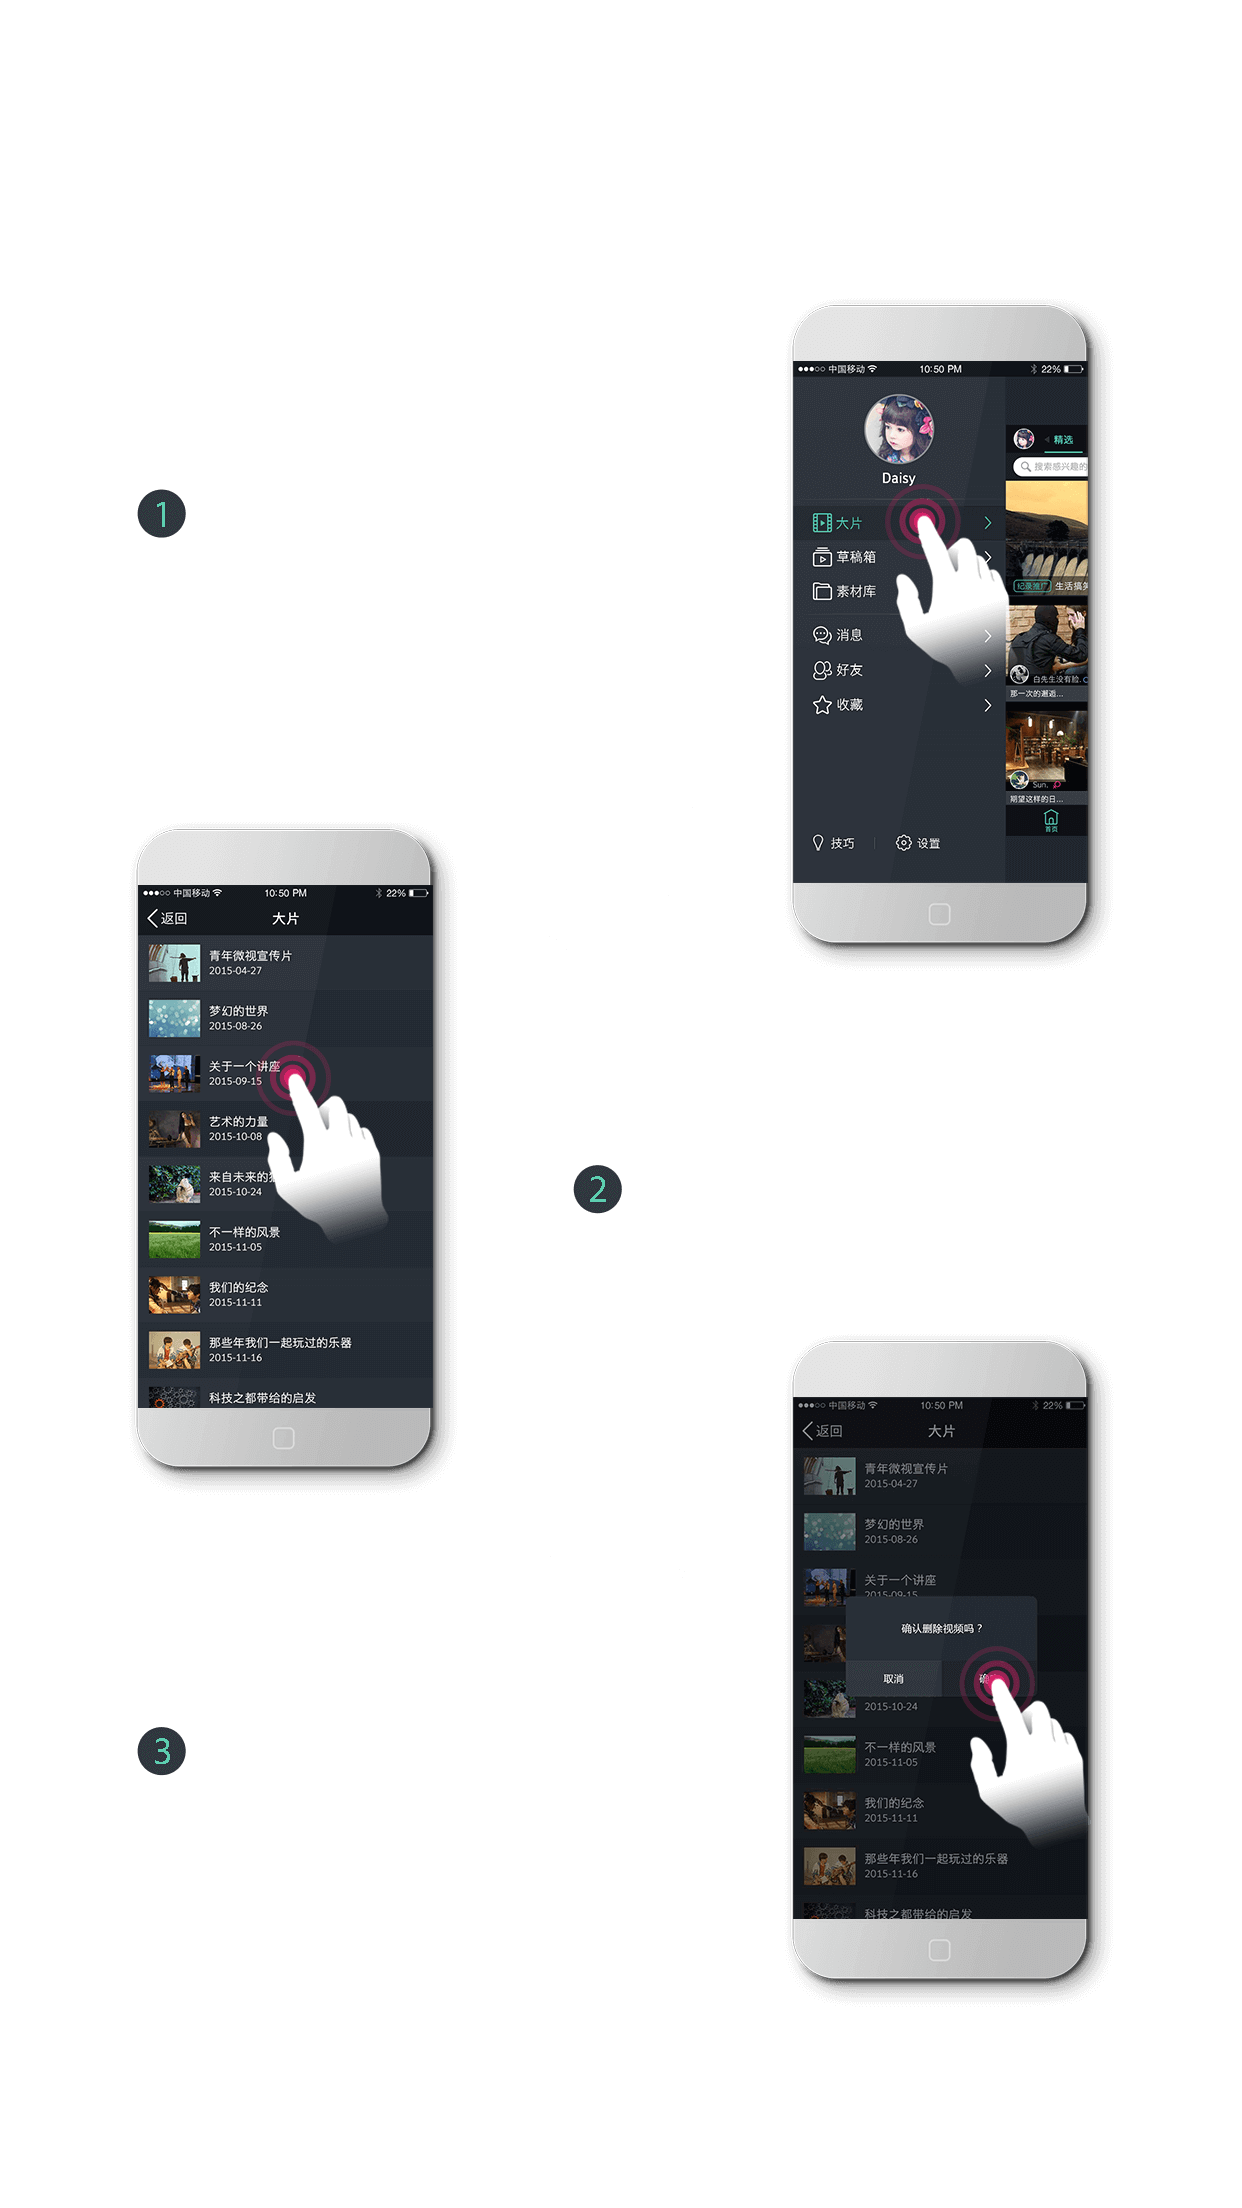 1
●●●○○ 中国移动 10:50 PM 22%
Daisy
大片
草稿箱
素材库
消息
好友
收藏
技巧
设置
精选
搜索感兴趣的
纪录推广 生活搞笑
白先生没有脸.
那一次的邂逅...
Sun.
期望这样的日...
首页
●●●○○ 中国移动 10:50 PM 22%
返回 大片
青年微视宣传片
2015-04-27
梦幻的世界
2015-08-26
关于一个讲座
2015-09-15
艺术的力量
2015-10-08
来自未来的
2015-10-24
不一样的风景
2015-11-05
我们的纪念
2015-11-11
那些年我们一起玩过的乐器
2015-11-16
科技之都带给的启发
2
3
●●●○○ 中国移动 10:50 PM 22%
返回 大片
青年微视宣传片
2015-04-27
梦幻的世界
2015-08-26
关于一个讲座
2015-09-15
确认删除视频吗？
取消 确
2015-10-24
不一样的风景
2015-11-05
我们的纪念
2015-11-11
那些年我们一起玩过的乐器
2015-11-16
科技之都带给的启发